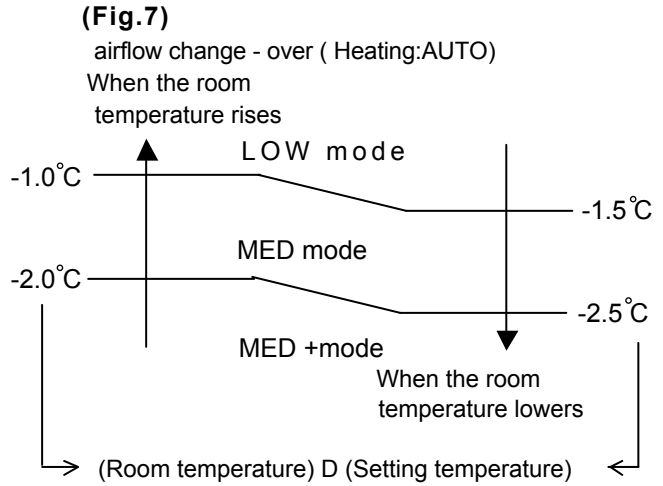 (Fig.7)
airflow change - over ( Heating:AUTO)
When the room
temperature rises
LOW mode
-1.0°C
-1.5°C
MED mode
-2.0°C
-2.5°C
MED +mode
When the room
temperature lowers
(Room temperature) D (Setting temperature)